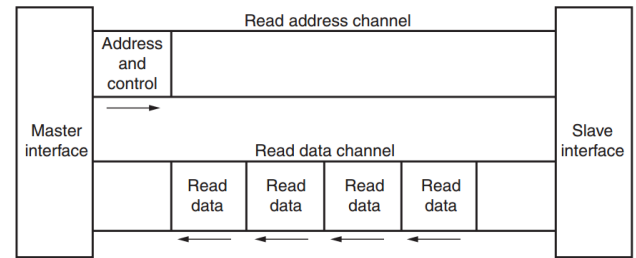 Read address channel
Address
and
control
Master
interface
Slave
interface
Read data channel
Read
data
Read
data
Read
data
Read
data